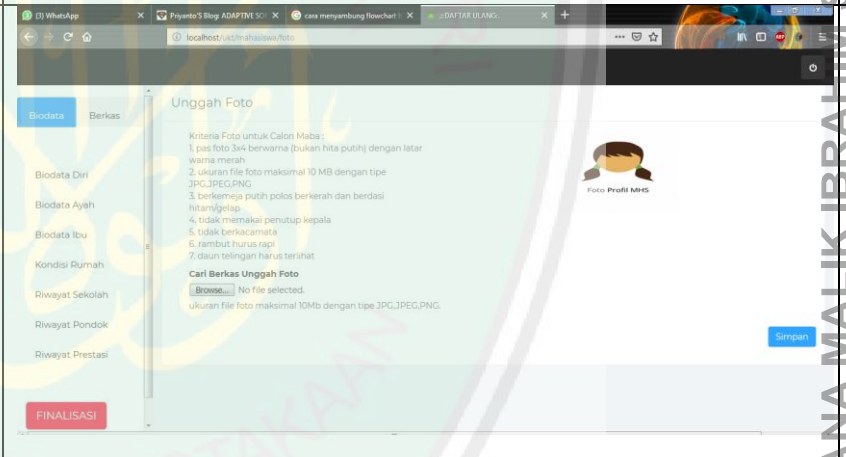 (3) WhatsApp
Priyanto'S Blog: ADAPTIVE SO
cara menyambung flowchart
.:DAFTAR ULANG:.
localhost/ukt/mahasiswa/foto
Biodata
Berkas
Unggah Foto
Kriteria Foto untuk Calon Maba :
1. pas foto 3x4 berwarna (bukan hita putih) dengan latar
warna merah
2. ukuran file foto maksimal 10 MB dengan tipe
JPG,JPEG,PNG
3. berkemeja putih polos berkerah dan berdasi
hitam/gelap
4. tidak memakai penutup kepala
5. tidak berkacamata
6. rambut hurus rapi
7. daun telingan harus terlihat
Cari Berkas Unggah Foto
Browse... No file selected.
ukuran file foto maksimal 10Mb dengan tipe JPG,JPEG,PNG.
Foto Profil MHS
Simpan
Biodata Diri
Biodata Ayah
Biodata Ibu
Kondisi Rumah
Riwayat Sekolah
Riwayat Pondok
Riwayat Prestasi
FINALISASI
ANA MALIK IBRAHIM